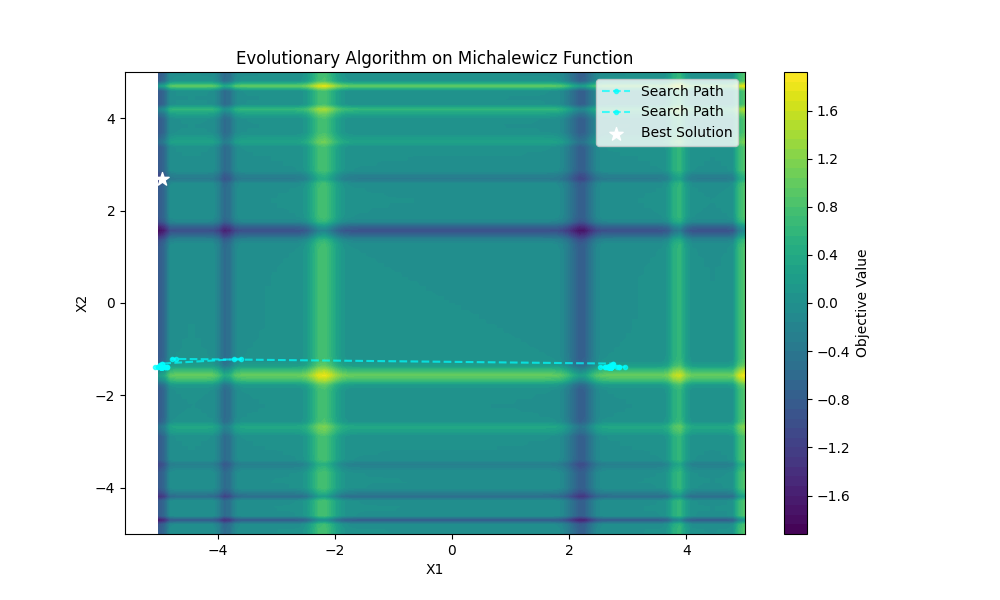 Evolutionary Algorithm on Michalewicz Function
Search Path
Search Path
Best Solution
4
2
0
−2
−4
X2
−4
−2
0
2
4
X1
1.6
1.2
0.8
0.4
0.0
−0.4
−0.8
−1.2
−1.6
Objective Value